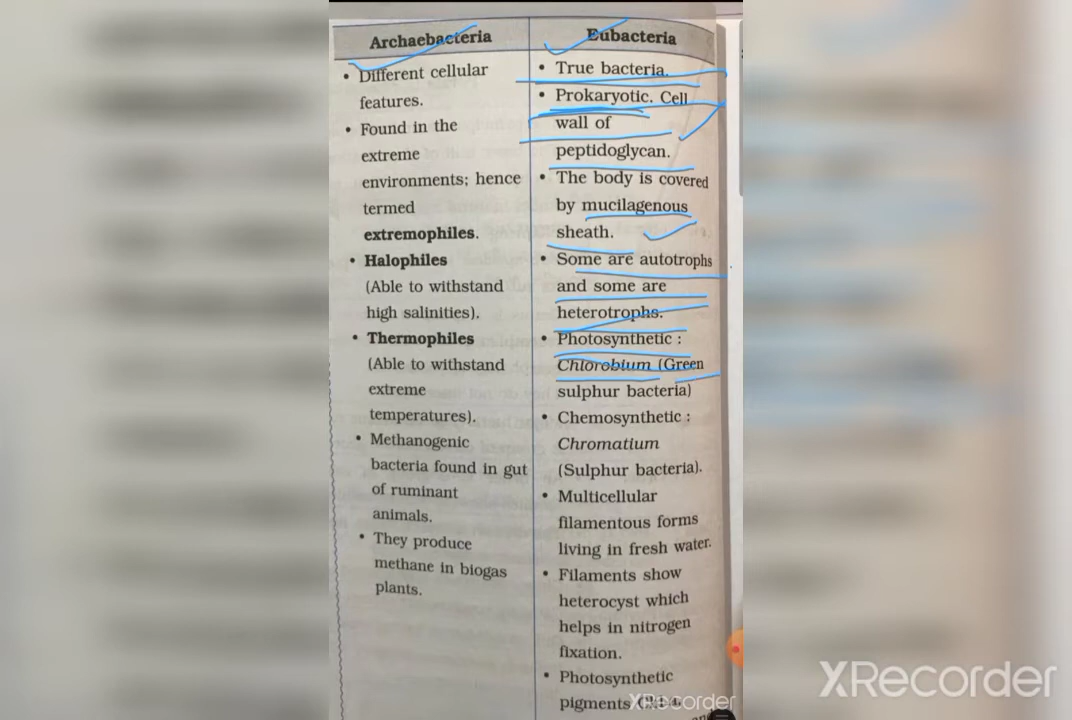 Archaebacteria
• Different cellular
features.
• Found in the
extreme
environments; hence
termed
extremophiles.
• Halophiles
(Able to withstand
high salinities).
• Thermophiles
(Able to withstand
extreme
temperatures).
• Methanogenic
bacteria found in gut
of ruminant
animals.
• They produce
methane in biogas
plants.
Eubacteria
• True bacteria.
• Prokaryotic. Cell
wall of
peptidoglycan.
• The body is covered
by mucilagenous
sheath.
• Some are autotrophs
and some are
heterotrophs.
• Photosynthetic :
Chlorobium (Green
sulphur bacteria)
• Chemosynthetic :
Chromatium
(Sulphur bacteria).
• Multicellular
filamentous forms
living in fresh water.
• Filaments show
heterocyst which
helps in nitrogen
fixation.
• Photosynthetic
pigments
XRecorder
XRecorder